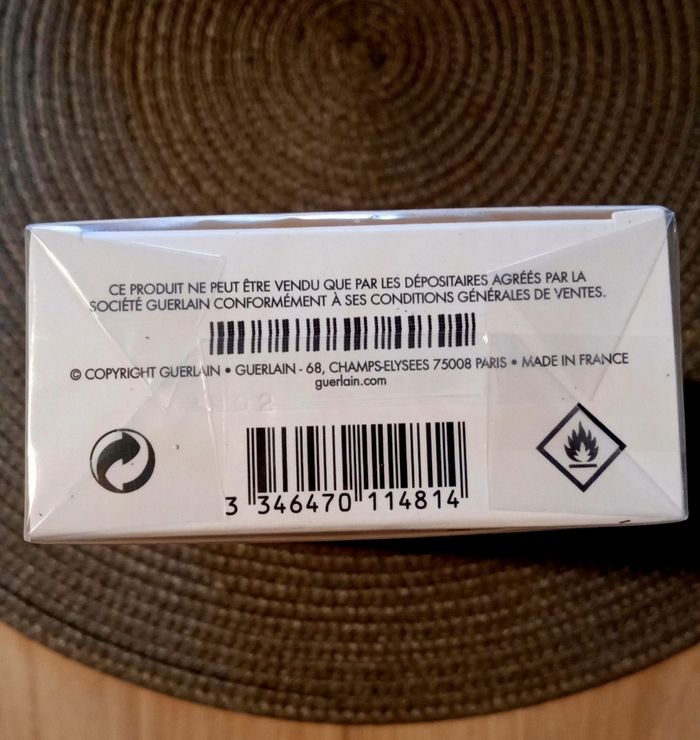 CE PRODUIT NE PEUT ÊTRE VENDU QUE PAR LES DÉPOSITAIRES AGRÉÉS PAR LA
SOCIÉTÉ GUERLAIN CONFORMÉMENT À SES CONDITIONS GÉNÉRALES DE VENTES.
© COPYRIGHT GUERLAIN • GUERLAIN - 68, CHAMPS-ELYSEES 75008 PARIS • MADE IN FRANCE
guerlain.com
3 346470 114814